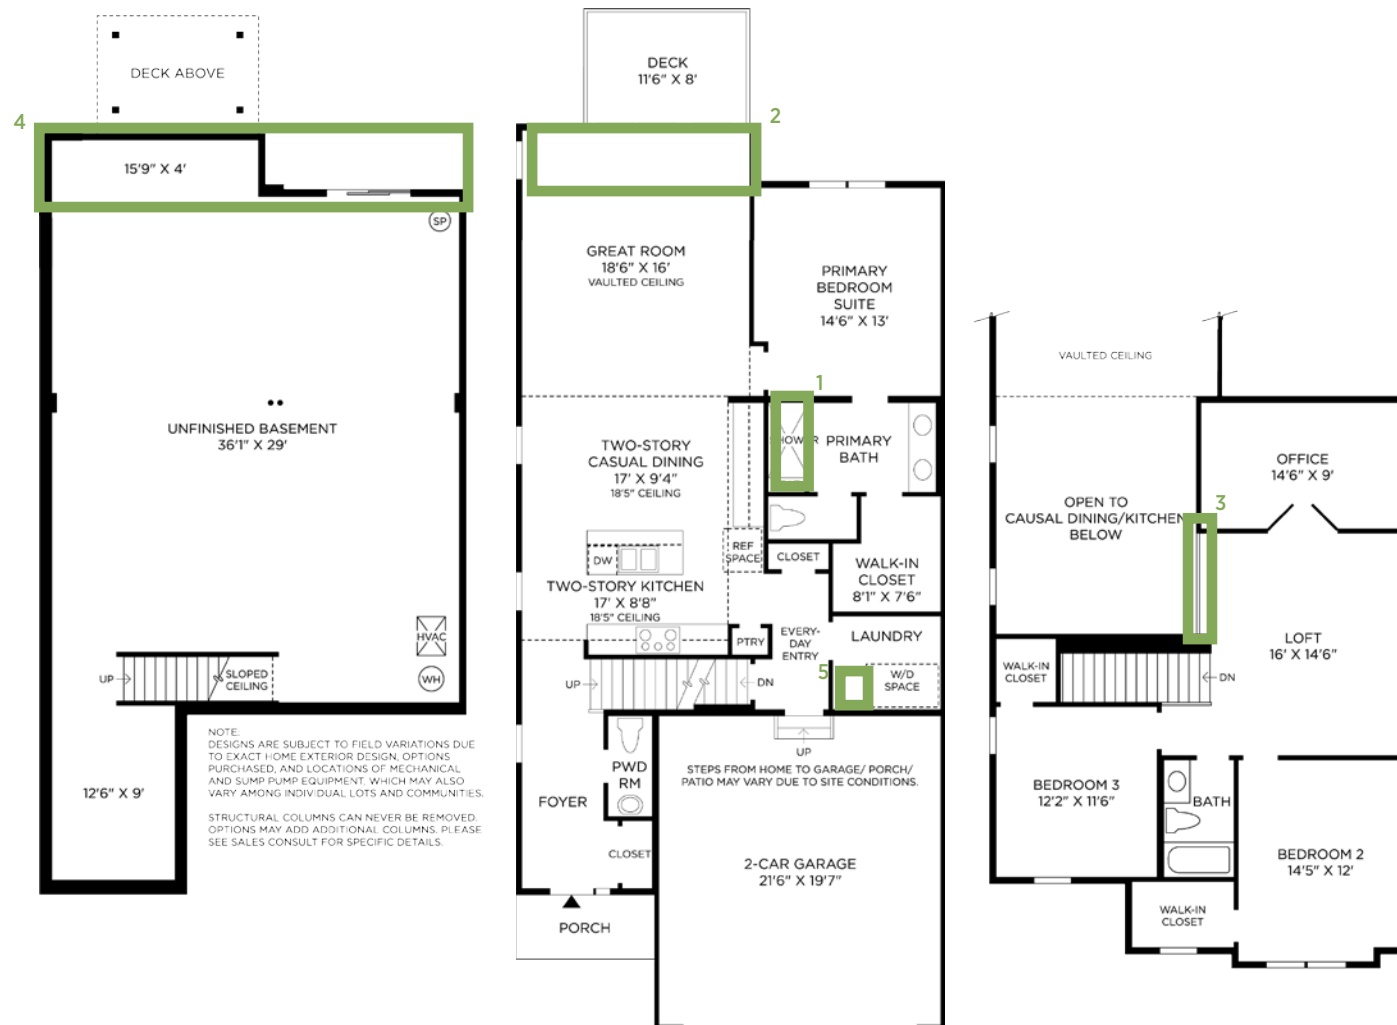 4
DECK ABOVE
15'9" X 4'
SP
UNFINISHED BASEMENT
36'1" X 29'
HVAC
WH
UP
SLOPED
CEILING
12'6" X 9'
NOTE:
DESIGNS ARE SUBJECT TO FIELD VARIATIONS DUE
TO EXACT HOME EXTERIOR DESIGN, OPTIONS
PURCHASED, AND LOCATIONS OF MECHANICAL
AND SUMP PUMP EQUIPMENT, WHICH MAY ALSO
VARY AMONG INDIVIDUAL LOTS AND COMMUNITIES.
STRUCTURAL COLUMNS CAN NEVER BE REMOVED.
OPTIONS MAY ADD ADDITIONAL COLUMNS. PLEASE
SEE SALES CONSULT FOR SPECIFIC DETAILS.
DECK
11'6" X 8'
2
GREAT ROOM
18'6" X 16'
VAULTED CEILING
PRIMARY
BEDROOM
SUITE
14'6" X 13'
1
SHOWER
PRIMARY
BATH
TWO-STORY
CASUAL DINING
17' X 9'4"
18'5" CEILING
REF
SPACE
CLOSET
DW
WALK-IN
CLOSET
8'1" X 7'6"
TWO-STORY KITCHEN
17' X 8'8"
18'5" CEILING
PTRY
EVERY-
DAY
ENTRY
LAUNDRY
5
W/D
SPACE
UP
DN
UP
STEPS FROM HOME TO GARAGE/ PORCH/
PATIO MAY VARY DUE TO SITE CONDITIONS.
PWD
RM
FOYER
CLOSET
2-CAR GARAGE
21'6" X 19'7"
PORCH
VAULTED CEILING
OFFICE
14'6" X 9'
OPEN TO
CAUSAL DINING/KITCHEN
BELOW
3
LOFT
16' X 14'6"
WALK-IN
CLOSET
DN
BEDROOM 3
12'2" X 11'6"
BATH
BEDROOM 2
14'5" X 12'
WALK-IN
CLOSET